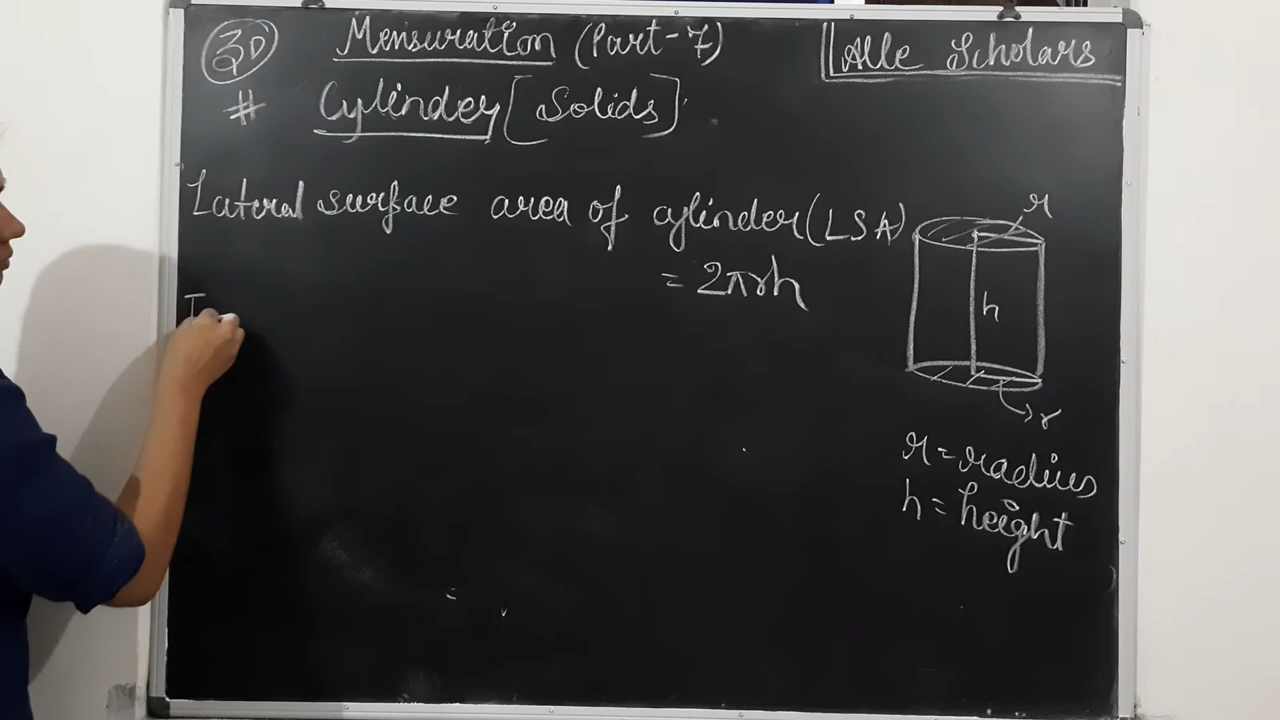 3D Mensuration (Part-7) Alle Scholars
# Cylinder [Solids]
Lateral surface area of cylinder (LSA)
= 2πrh
r
h
r
r = radius
h = height
T